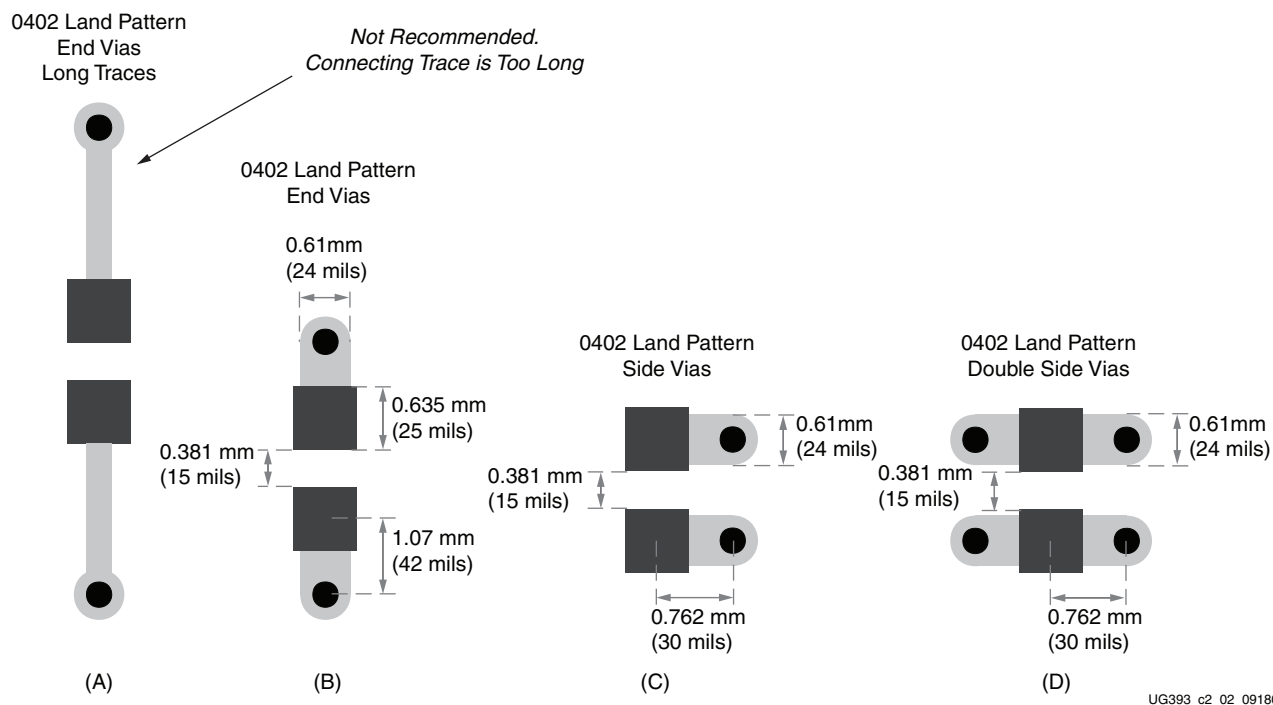 0402 Land Pattern
End Vias
Long Traces
Not Recommended.
Connecting Trace is Too Long
0402 Land Pattern
End Vias
0.61mm
(24 mils)
0.635 mm
(25 mils)
0.381 mm
(15 mils)
1.07 mm
(42 mils)
0402 Land Pattern
Side Vias
0.61mm
(24 mils)
0.381 mm
(15 mils)
0.762 mm
(30 mils)
0402 Land Pattern
Double Side Vias
0.61mm
(24 mils)
0.381 mm
(15 mils)
0.762 mm
(30 mils)
(A)
(B)
(C)
(D)
UG393_c2_02_09180